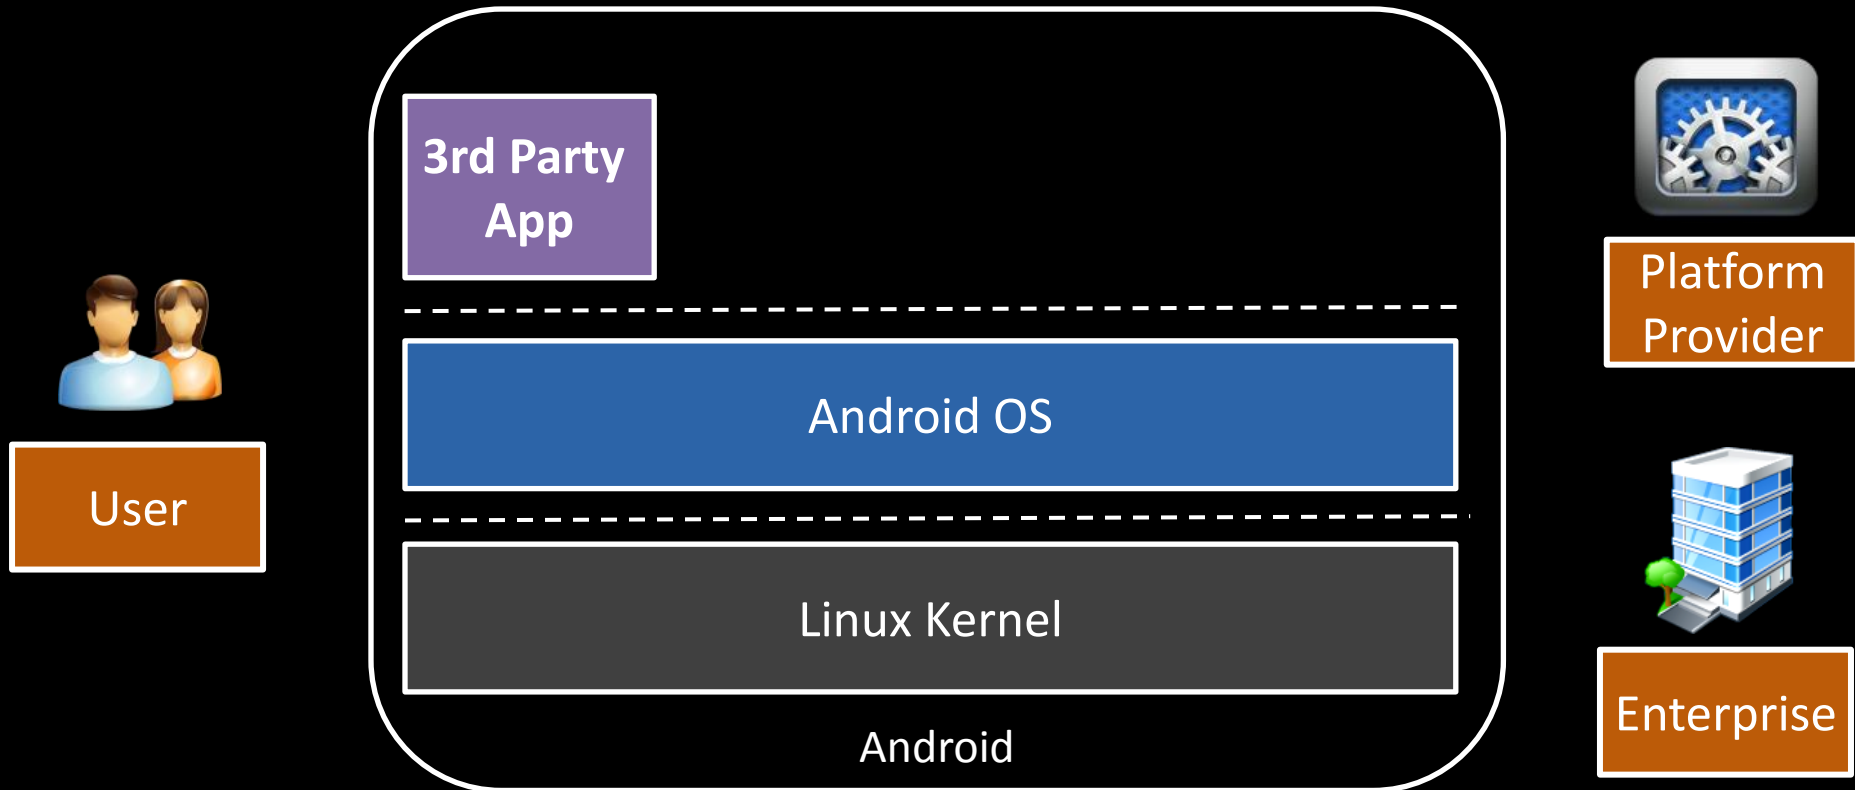 3rd Party
App
Android OS
Linux Kernel
Android
User
Platform
Provider
Enterprise